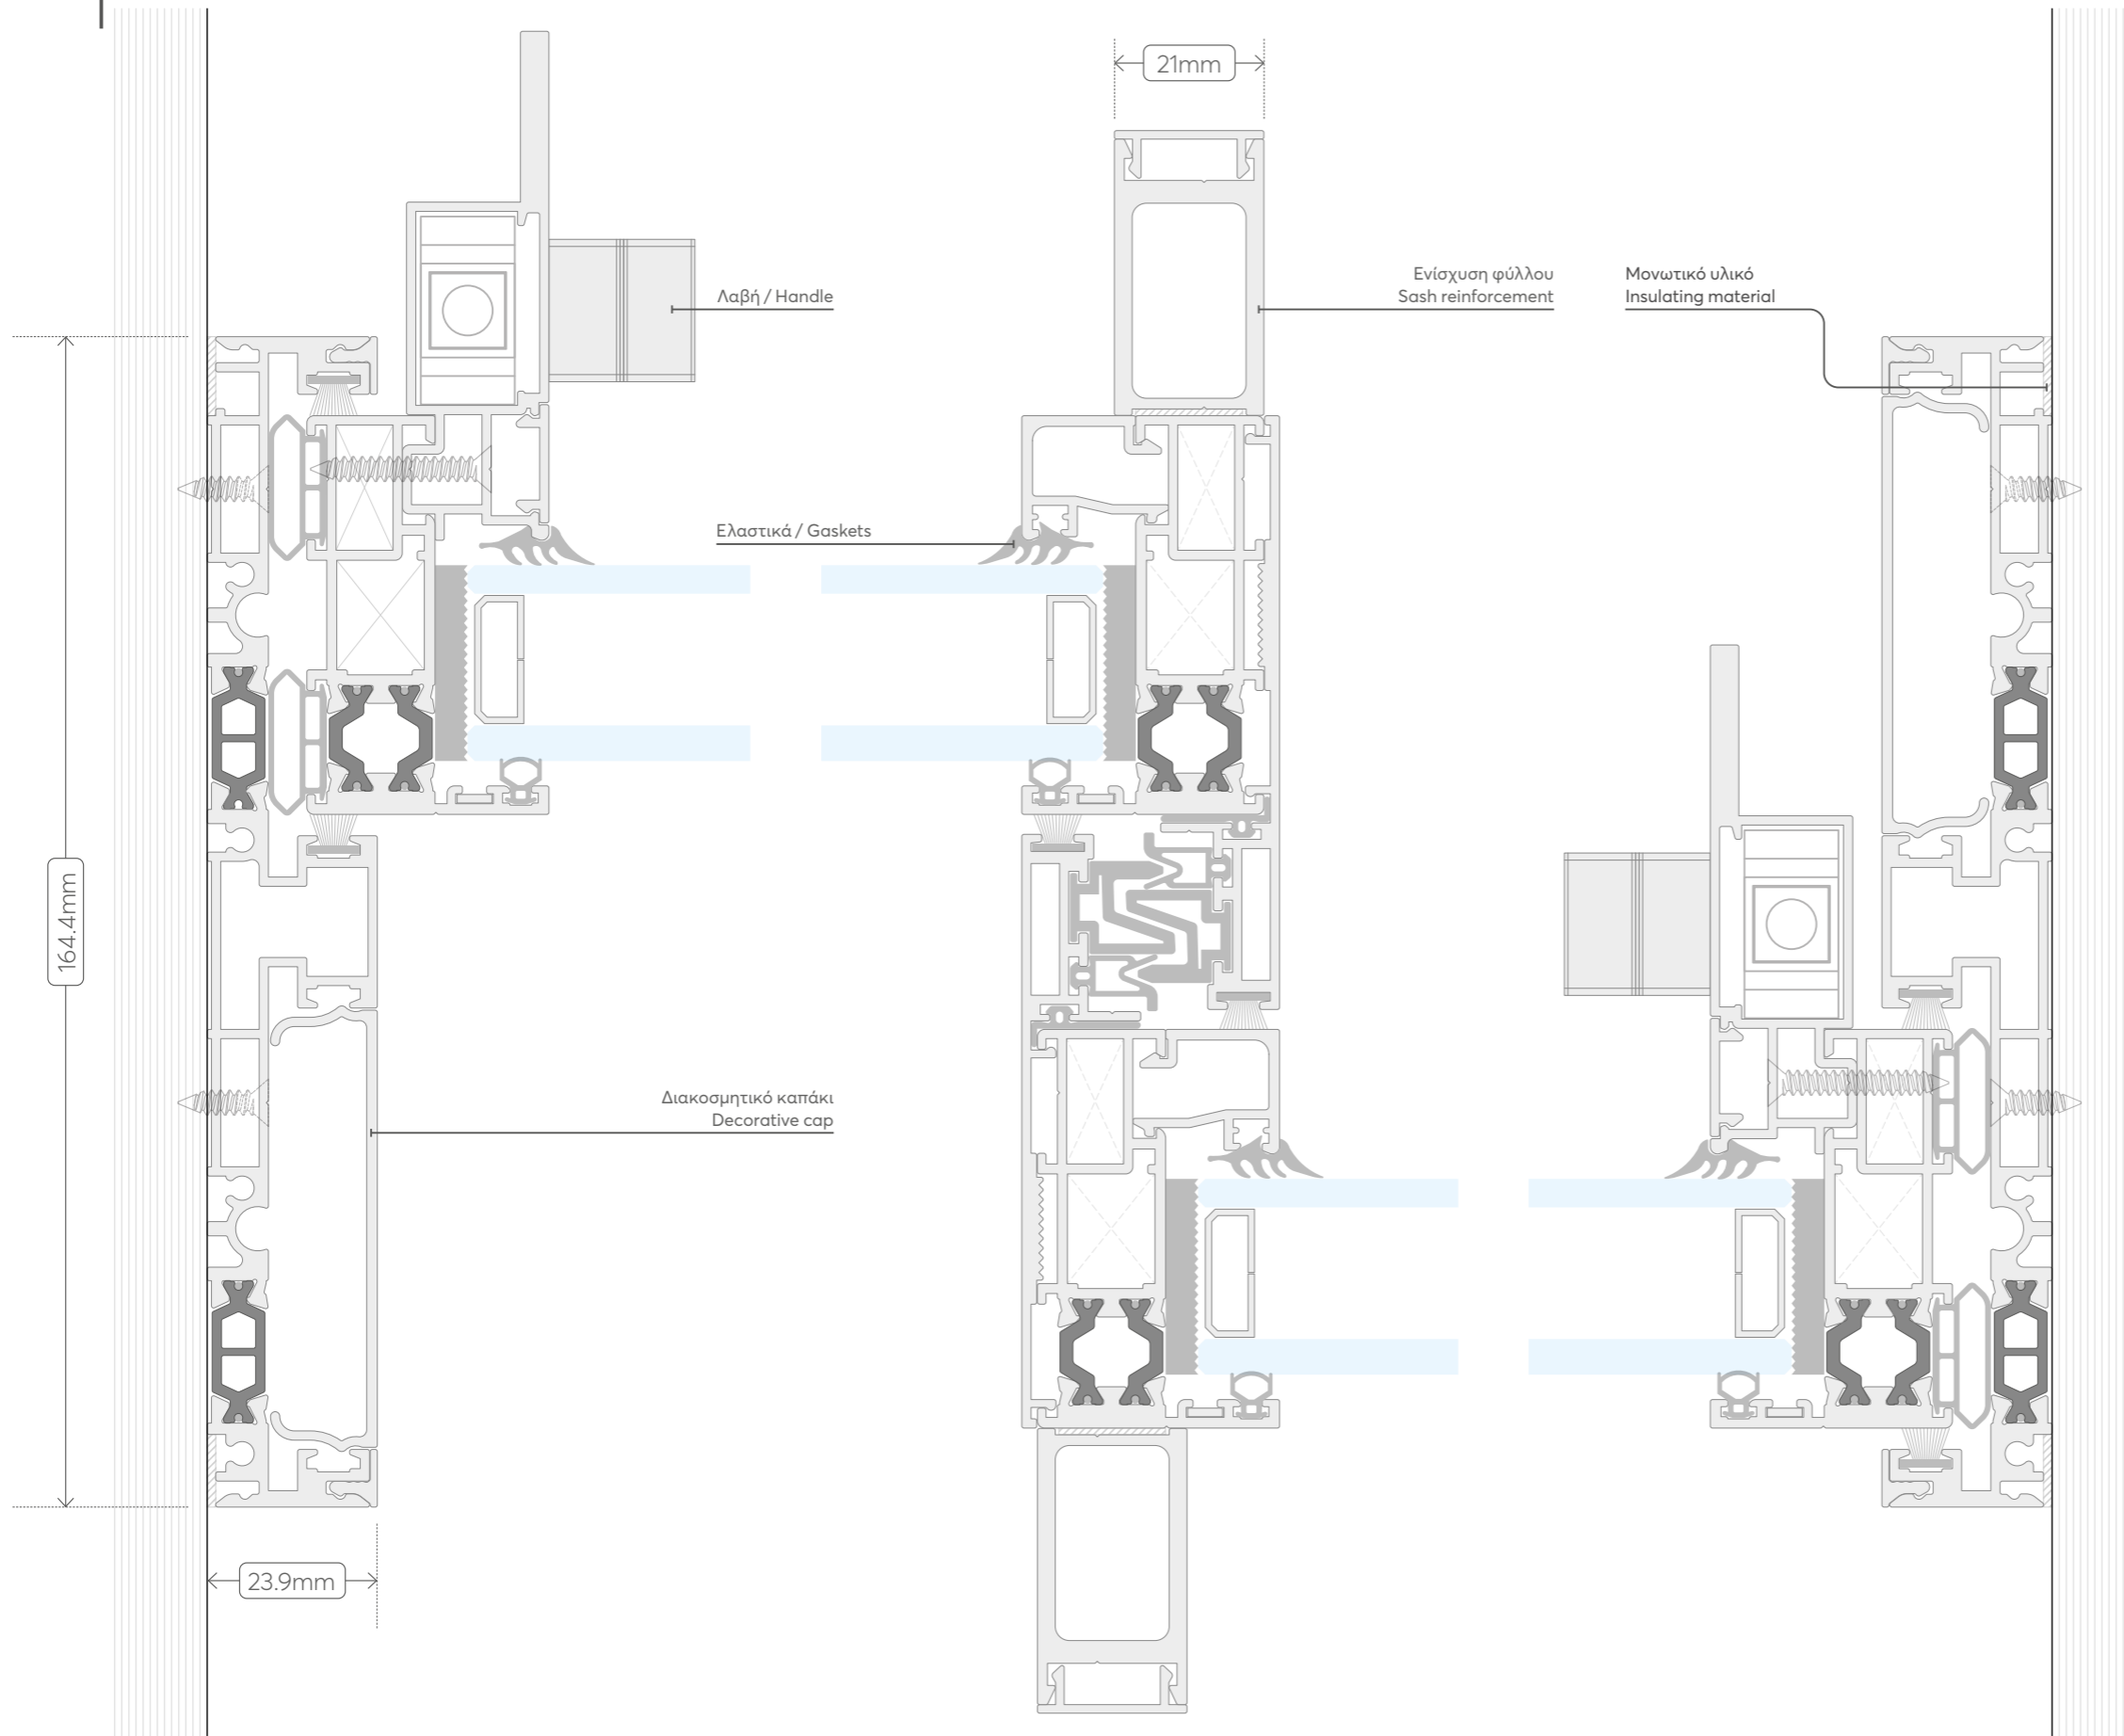 21mm
Λαβή / Handle
Ενίσχυση φύλλου
Sash reinforcement
Μονωτικό υλικό
Insulating material
Ελαστικά / Gaskets
164.4mm
Διακοσμητικό καπάκι
Decorative cap
23.9mm